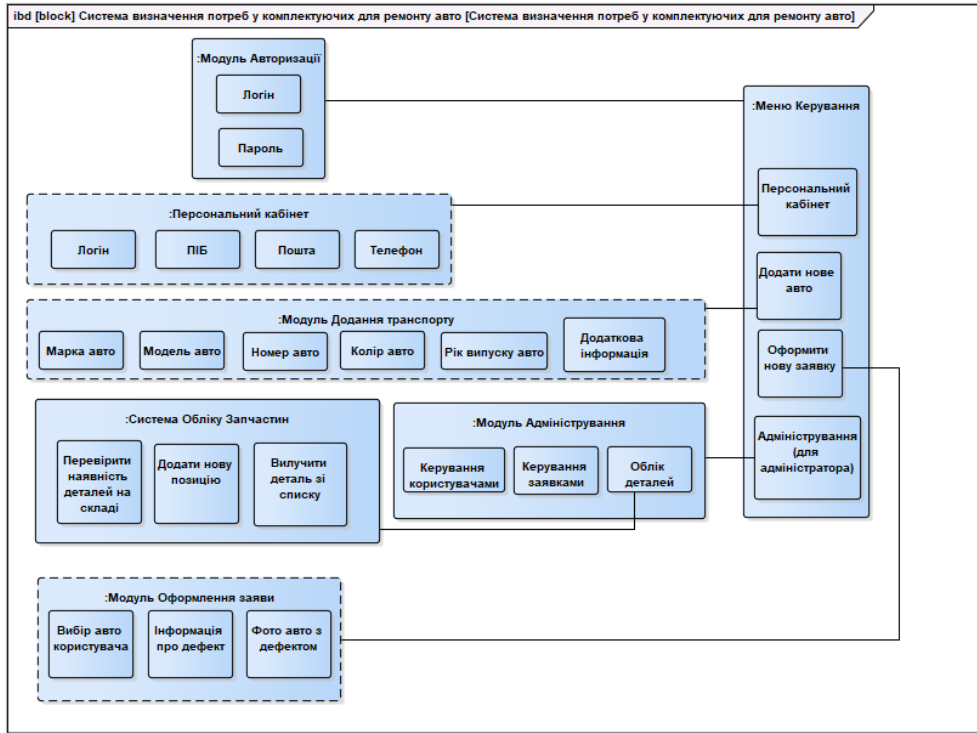 ibd [block] Система визначення потреб у комплектуючих для ремонту авто [Система визначення потреб у комплектуючих для ремонту авто]
:Модуль Авторизації
Логін
Пароль
:Меню Керування
Персональний
кабінет
Додати нове
авто
Оформити
нову заявку
Адміністрування
(для
адміністратора)
:Персональний кабінет
Логін
ПІБ
Пошта
Телефон
:Модуль Додання транспорту
Марка авто
Модель авто
Номер авто
Колір авто
Рік випуску авто
Додаткова
інформація
:Система Обліку Запчастин
Перевірити
наявність
деталей на
складі
Додати нову
позицію
Вилучити
деталь зі
списку
:Модуль Адміністрування
Керування
користувачами
Керування
заявками
Облік
деталей
:Модуль Оформлення заяви
Вибір авто
користувача
Інформація
про дефект
Фото авто з
дефектом